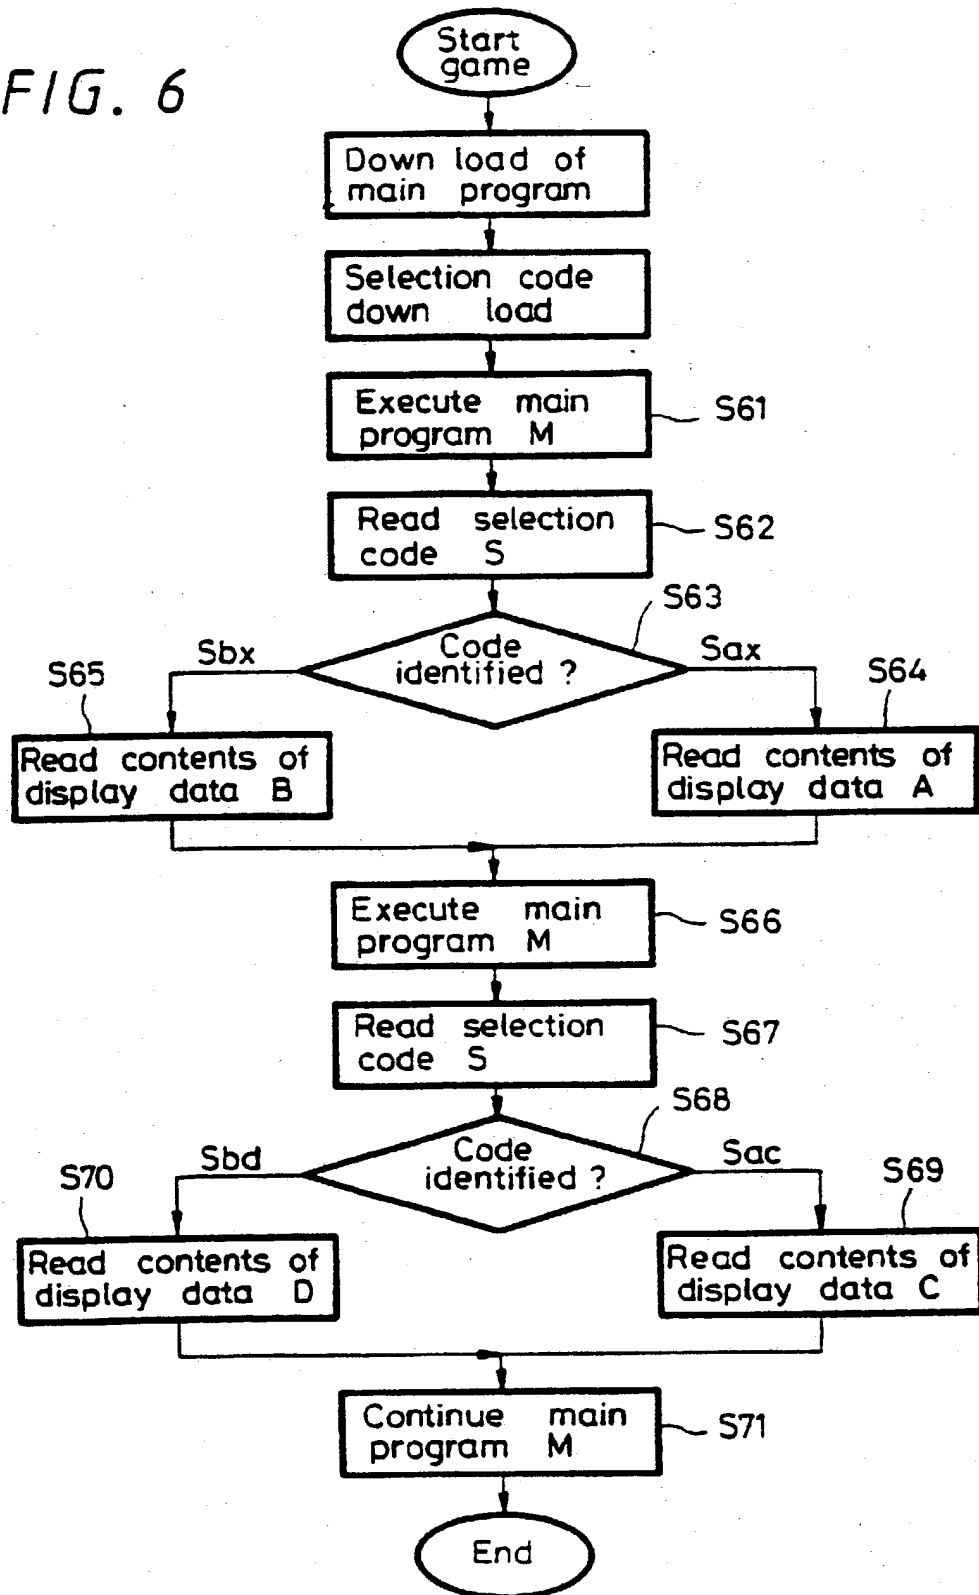 FIG. 6
Start
game
Down load of
main program
Selection code
down load
Execute main
program M
S61
Read selection
code S
S62
Code
identified ?
S63
Sbx
Sax
S65
S64
Read contents of
display data B
Read contents of
display data A
Execute main
program M
S66
Read selection
code S
S67
Code
identified ?
S68
Sbd
Sac
S70
S69
Read contents of
display data D
Read contents of
display data C
Continue main
program M
S71
End